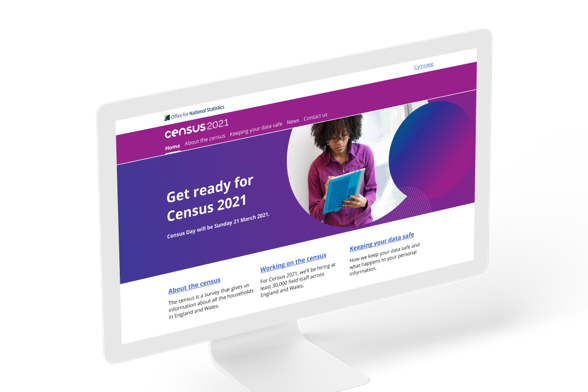 Cymraeg
Office for National Statistics
census 2021
Home About the census Keeping your data safe News Contact us
Get ready for
Census 2021
Census Day will be Sunday 21 March 2021.
About the census
The census is a survey that gives us
information about all the households
in England and Wales.
Working on the census
For Census 2021, we'll be hiring at
least 30,000 field staff across
England and Wales.
Keeping your data safe
How we keep your data safe and
what happens to your personal
information.